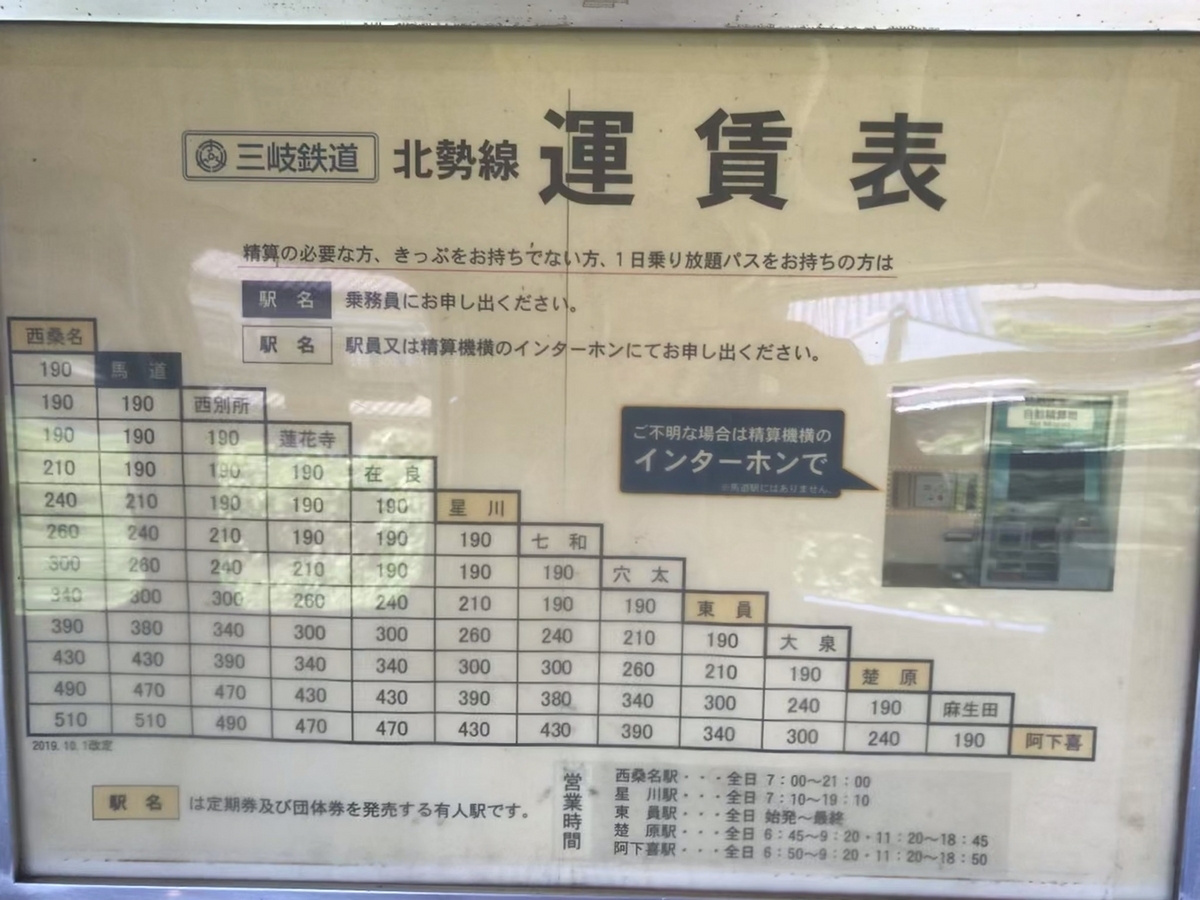 三岐鉄道 北勢線 運賃表
精算の必要な方、きっぷをお持ちでない方、1日乗り放題パスをお持ちの方は
駅 名 乗務員にお申し出ください。
駅 名 駅員又は精算機横のインターホンにてお申し出ください。
西桑名
190 馬 道
190 190 西別所
190 190 190 蓮花寺
210 190 190 190 在 良
240 210 190 190 190 星 川
260 240 210 190 190 190 七 和
300 260 240 210 190 190 190 穴 太
340 300 300 260 240 210 190 190 東 員
390 380 340 300 300 260 240 210 190 大 泉
430 430 390 340 340 300 300 260 210 190 楚 原
490 470 470 430 430 390 380 340 300 240 190 麻生田
510 510 490 470 470 430 430 390 340 300 240 190 阿下喜
ご不明な場合は精算機横の
インターホンで
※馬道駅にはありません。
自動精算機
2019.10.1改定
駅 名 は定期券及び団体券を発売する有人駅です。
営業時間
西桑名駅・・・全日 7:00～21:00
星 川駅・・・全日 7:10～19:10
東 員駅・・・全日 始発～最終
楚 原駅・・・全日 6:45～9:20・11:20～18:45
阿下喜駅・・・全日 6:50～9:20・11:20～18:50